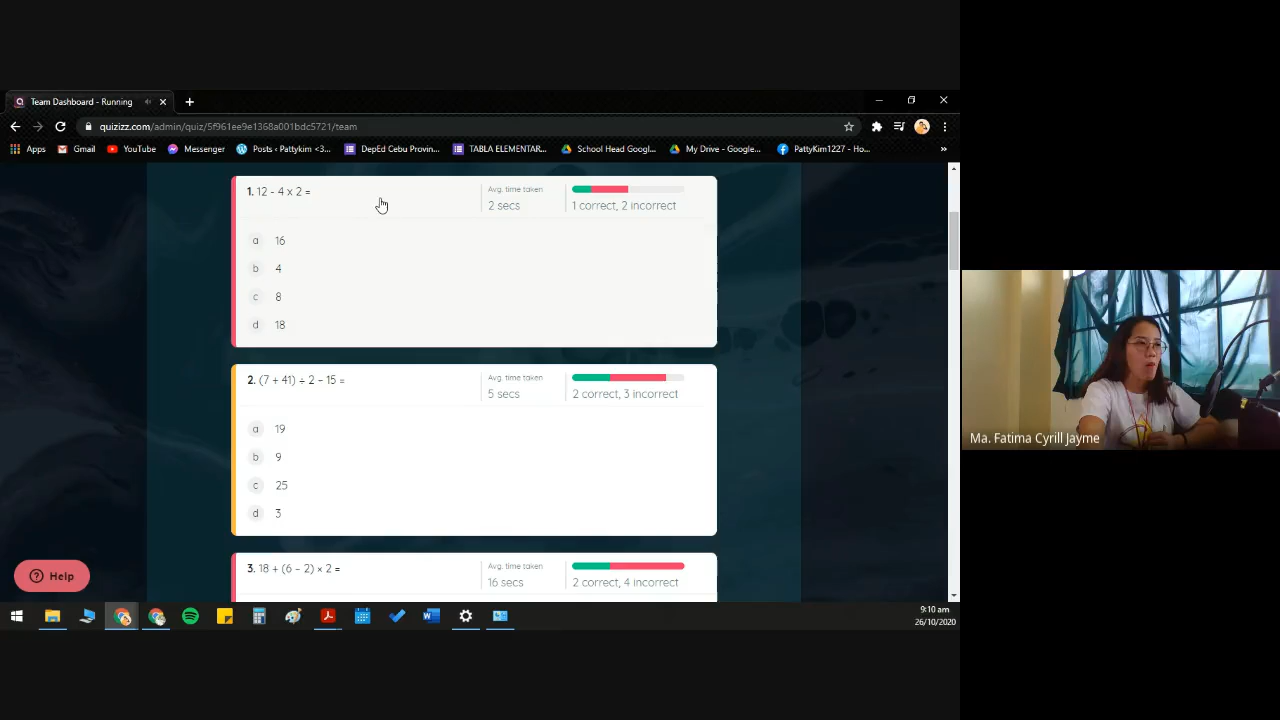 Team Dashboard - Running
quizizz.com/admin/quiz/5f961ee9e1368a001bdc5721/team
Apps Gmail YouTube Messenger Posts ‹ Pattykim <3... DepEd Cebu Provin... TABLA ELEMENTAR... School Head Googl... My Drive - Google... Pattykim1227 - Ho... »
1. 12 - 4 x 2 =
Avg. time taken
2 secs
1 correct, 2 incorrect
a 16
b 4
c 8
d 18
2. (7 + 41) ÷ 2 – 15 =
Avg. time taken
5 secs
2 correct, 3 incorrect
a 19
b 9
c 25
d 3
3. 18 + (6 – 2) × 2 =
Avg. time taken
16 secs
2 correct, 4 incorrect
Help
Ma. Fatima Cyrill Jayme
9:10 am
26/10/2020